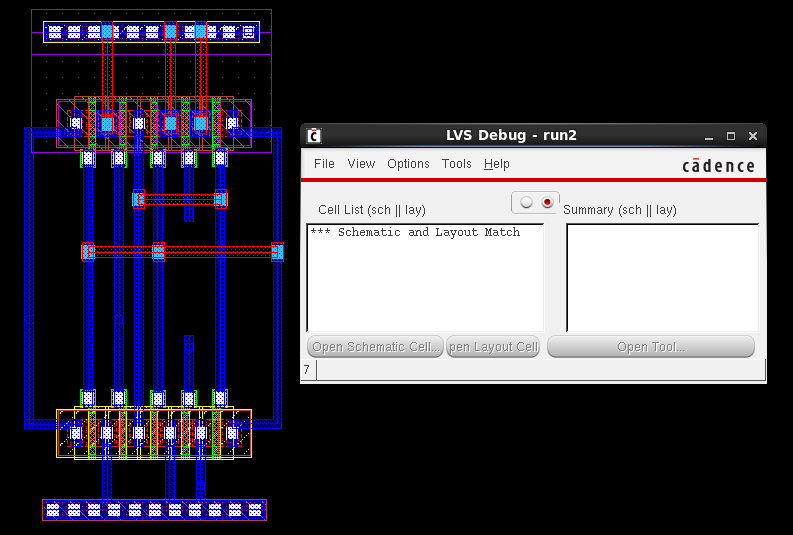 LVS Debug - run2
File View Options Tools Help
cādence
Cell List (sch || lay)
Summary (sch || lay)
*** Schematic and Layout Match
Open Schematic Cell...
pen Layout Cell
Open Tool...
7